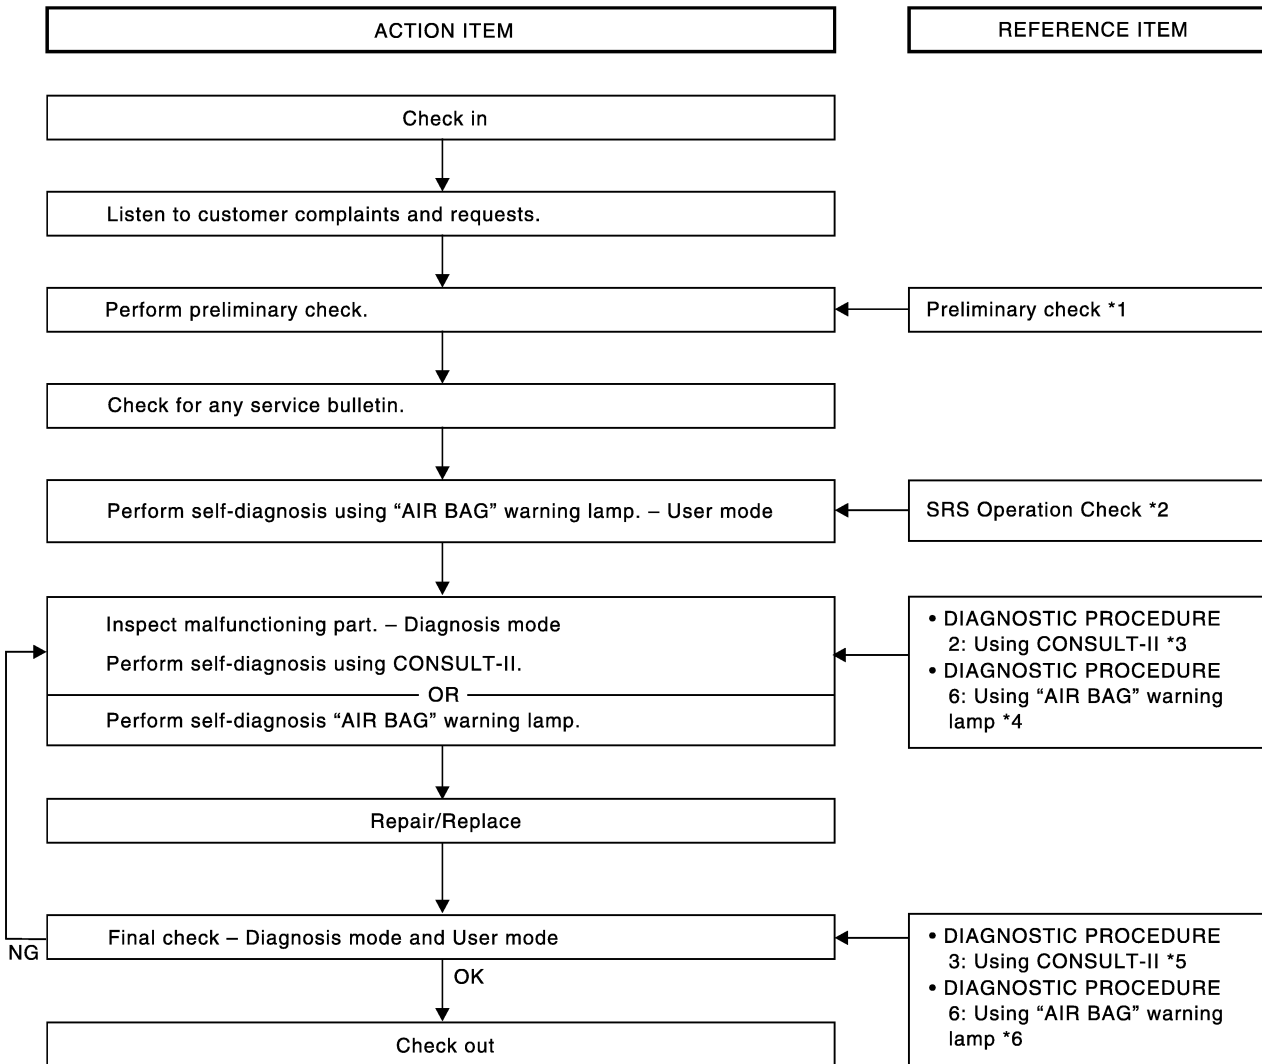 ACTION ITEM
REFERENCE ITEM
Check in
Listen to customer complaints and requests.
Perform preliminary check.
Preliminary check *1
Check for any service bulletin.
Perform self-diagnosis using “AIR BAG” warning lamp. – User mode
SRS Operation Check *2
Inspect malfunctioning part. – Diagnosis mode
Perform self-diagnosis using CONSULT-II.
OR
Perform self-diagnosis “AIR BAG” warning lamp.
• DIAGNOSTIC PROCEDURE
2: Using CONSULT-II *3
• DIAGNOSTIC PROCEDURE
6: Using “AIR BAG” warning
lamp *4
Repair/Replace
Final check – Diagnosis mode and User mode
NG
OK
• DIAGNOSTIC PROCEDURE
3: Using CONSULT-II *5
• DIAGNOSTIC PROCEDURE
6: Using “AIR BAG” warning
lamp *6
Check out